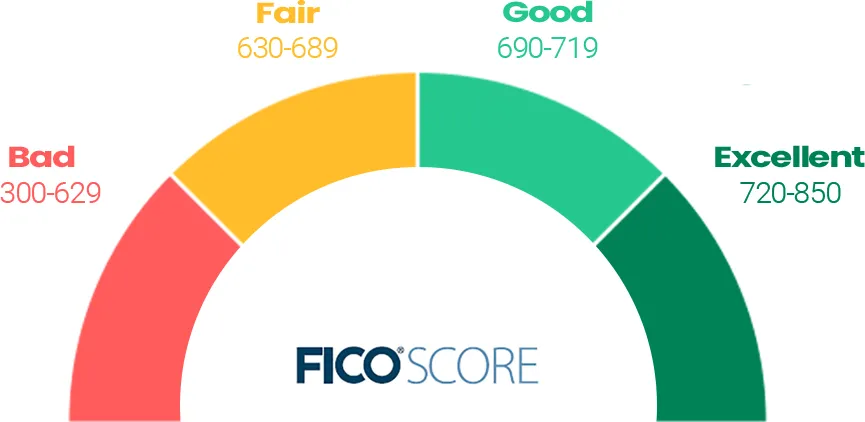 Fair
630-689
Good
690-719
Bad
300-629
Excellent
720-850
FICO® SCORE